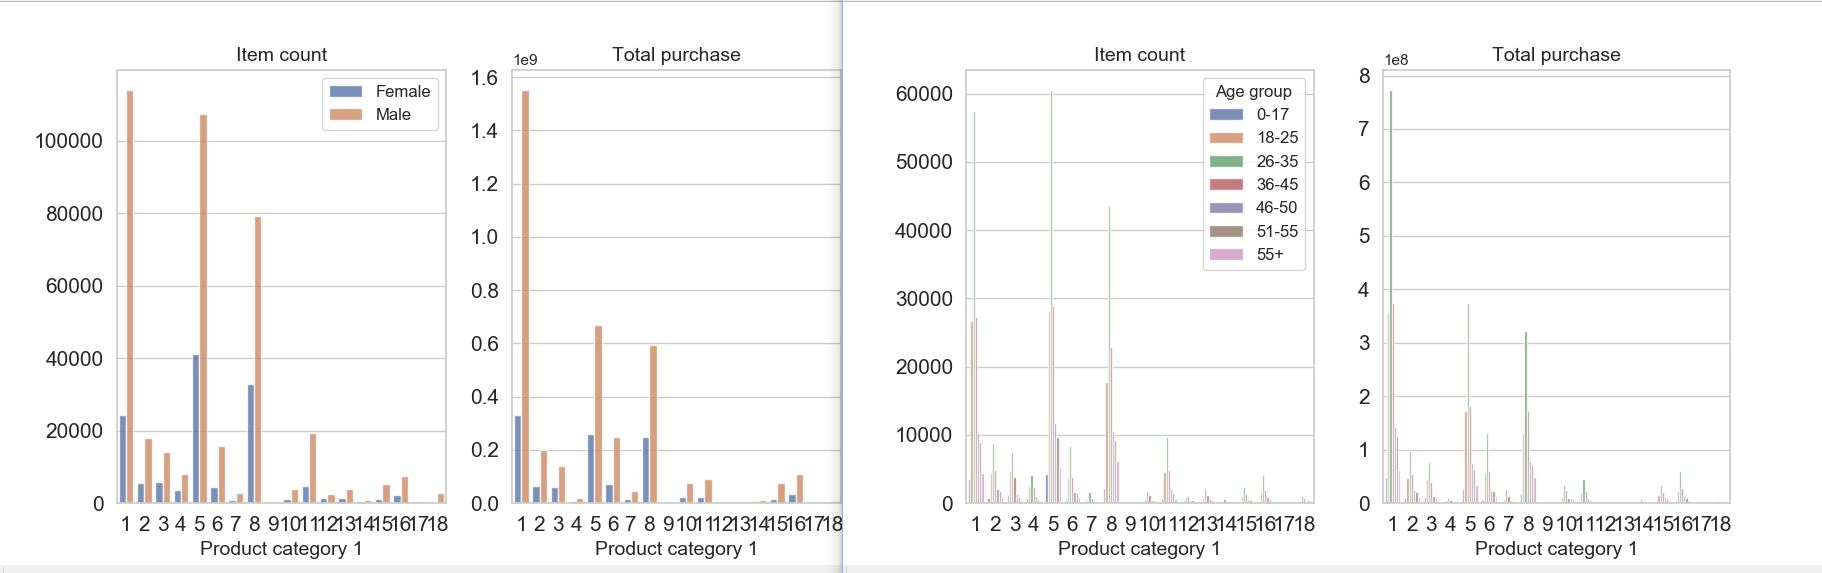 Item count
Female
Male
100000
80000
60000
40000
20000
0
1 2 3 4 5 6 7 8 9 10 11 12 13 14 15 16 17 18
Product category 1
1e9
Total purchase
1.6
1.4
1.2
1.0
0.8
0.6
0.4
0.2
0.0
1 2 3 4 5 6 7 8 9 10 11 12 13 14 15 16 17 18
Product category 1
Item count
Age group
0-17
18-25
26-35
36-45
46-50
51-55
55+
60000
50000
40000
30000
20000
10000
0
1 2 3 4 5 6 7 8 9 10 11 12 13 14 15 16 17 18
Product category 1
1e8
Total purchase
8
7
6
5
4
3
2
1
0
1 2 3 4 5 6 7 8 9 10 11 12 13 14 15 16 17 18
Product category 1